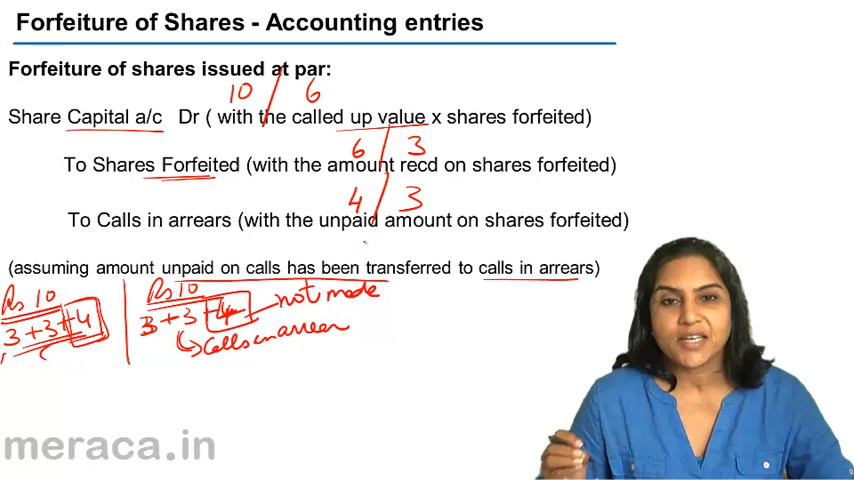 Forfeiture of Shares - Accounting entries
Forfeiture of shares issued at par:
10 / 6
Share Capital a/c Dr ( with the called up value x shares forfeited)
6 / 3
To Shares Forfeited (with the amount recd on shares forfeited)
4 / 3
To Calls in arrears (with the unpaid amount on shares forfeited)
(assuming amount unpaid on calls has been transferred to calls in arrears)
Rs 10
3 + 3 + 4
Rs 10
3 + 3 + 4
not made
Calls in arrear
meraca.in